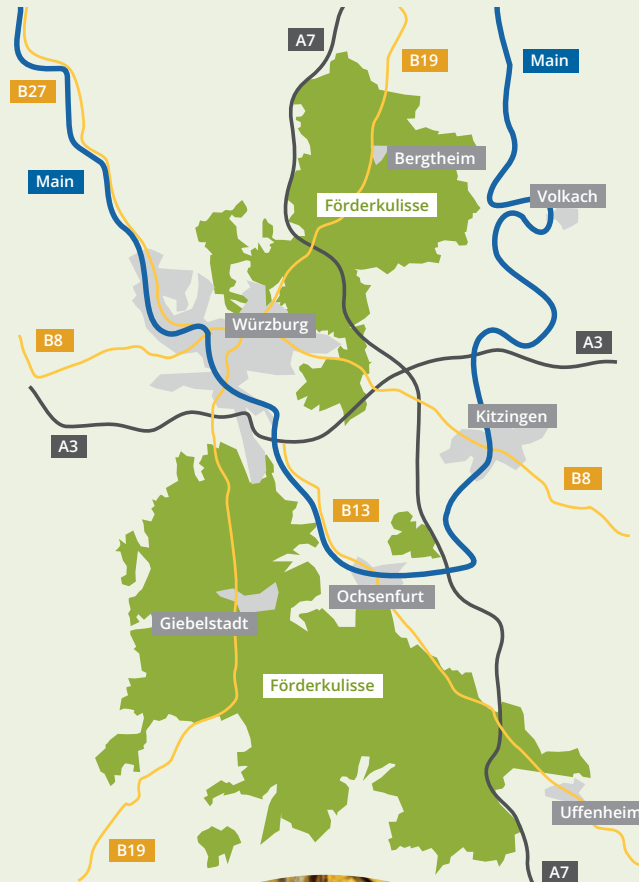 A7
B19
Main
B27
Bergtheim
Main
Volkach
Förderkulisse
Würzburg
B8
A3
Kitzingen
A3
B8
B13
Ochsenfurt
Giebelstadt
Förderkulisse
Uffenheim
B19
A7